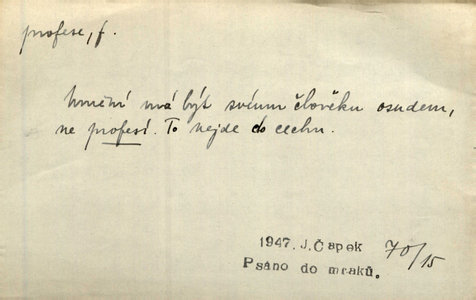 profese, f.
Umění má být svému člověku osudem,
ne profesí. To nejde do cechu.
1947. J. Čapek 70/15
Psáno do mraků.